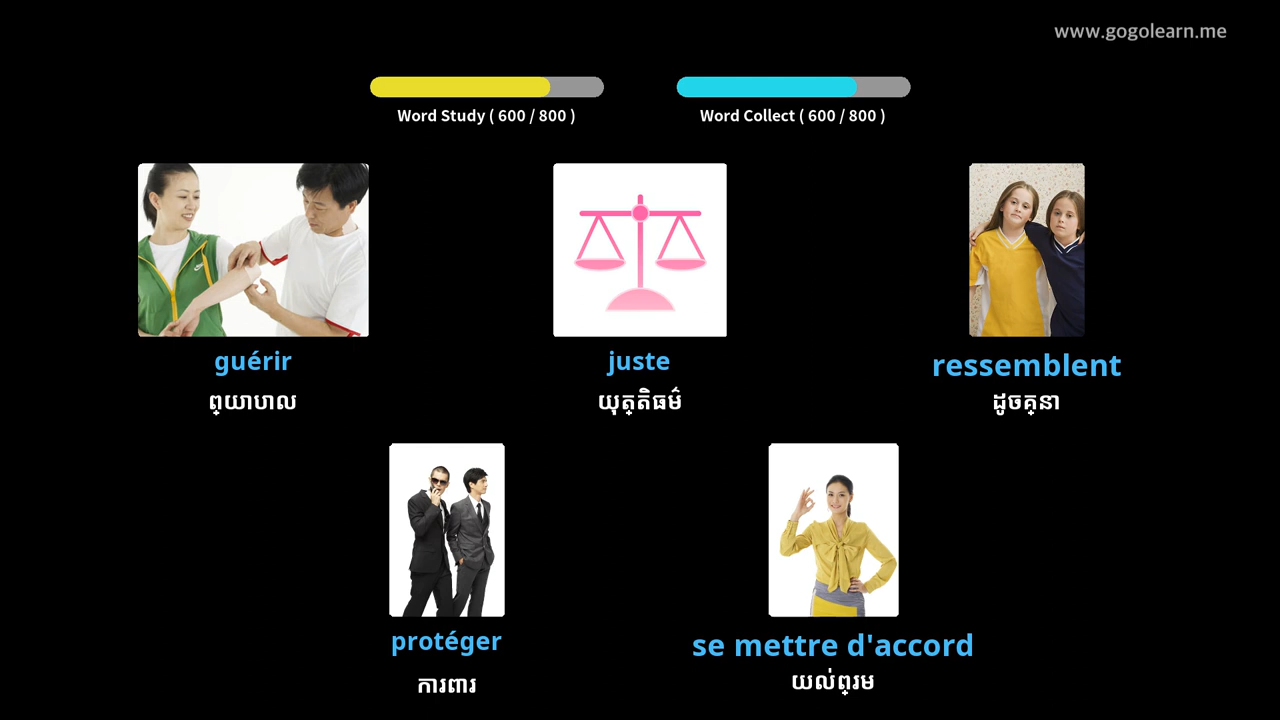 www.gogolearn.me
Word Study ( 600 / 800 )
Word Collect ( 600 / 800 )
guérir
juste
ressemblent
ព្យាបាល
យុត្តិធម៌
ដូចគ្នា
protéger
se mettre d'accord
ការពារ
យល់ព្រម